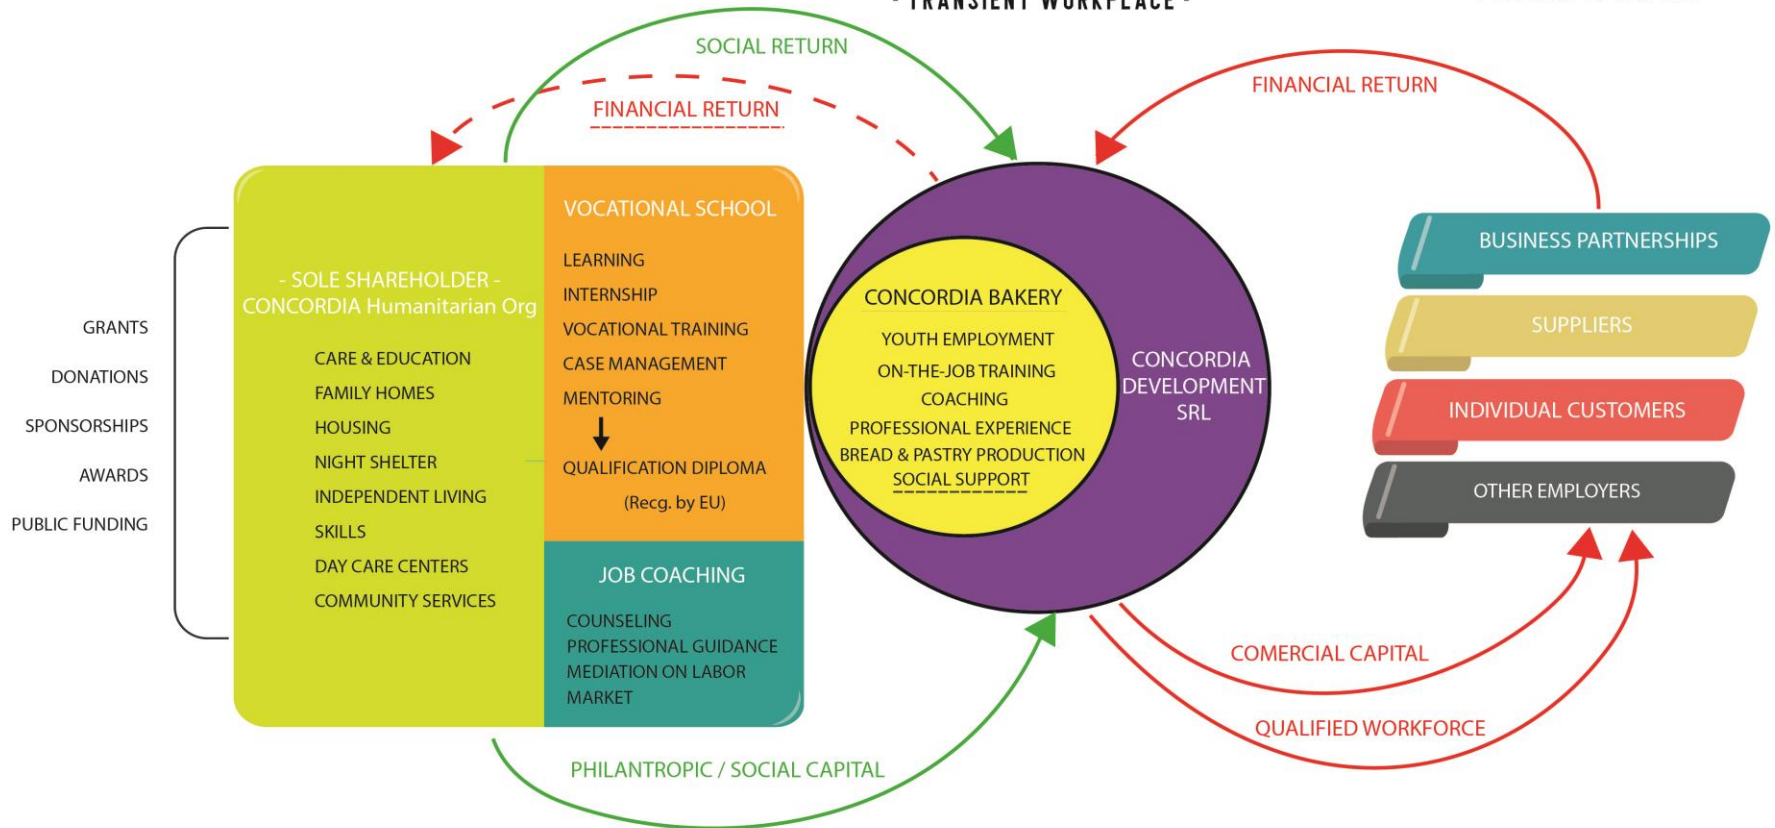 - TRANSIENT WORKPLACE -
SOCIAL RETURN
FINANCIAL RETURN
FINANCIAL RETURN
GRANTS
DONATIONS
SPONSORSHIPS
AWARDS
PUBLIC FUNDING
- SOLE SHAREHOLDER -
CONCORDIA Humanitarian Org
CARE & EDUCATION
FAMILY HOMES
HOUSING
NIGHT SHELTER
INDEPENDENT LIVING
SKILLS
DAY CARE CENTERS
COMMUNITY SERVICES
VOCATIONAL SCHOOL
LEARNING
INTERNSHIP
VOCATIONAL TRAINING
CASE MANAGEMENT
MENTORING
QUALIFICATION DIPLOMA
(Recg. by EU)
JOB COACHING
COUNSELING
PROFESSIONAL GUIDANCE
MEDIATION ON LABOR
MARKET
CONCORDIA BAKERY
YOUTH EMPLOYMENT
ON-THE-JOB TRAINING
COACHING
PROFESSIONAL EXPERIENCE
BREAD & PASTRY PRODUCTION
SOCIAL SUPPORT
CONCORDIA
DEVELOPMENT
SRL
BUSINESS PARTNERSHIPS
SUPPLIERS
INDIVIDUAL CUSTOMERS
OTHER EMPLOYERS
COMERCIAL CAPITAL
QUALIFIED WORKFORCE
PHILANTROPIC / SOCIAL CAPITAL